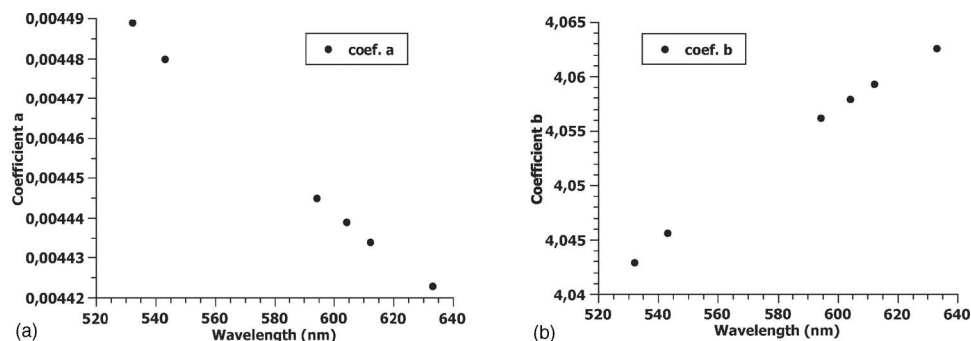 0,00449
0,00448
0,00447
0,00446
0,00445
0,00444
0,00443
0,00442
Coefficient a
coef. a
520 540 560 580 600 620 640
Wavelength (nm)
(a)
4,065
4,06
4,055
4,05
4,045
4,04
Coefficient b
coef. b
520 540 560 580 600 620 640
Wavelength (nm)
(b)